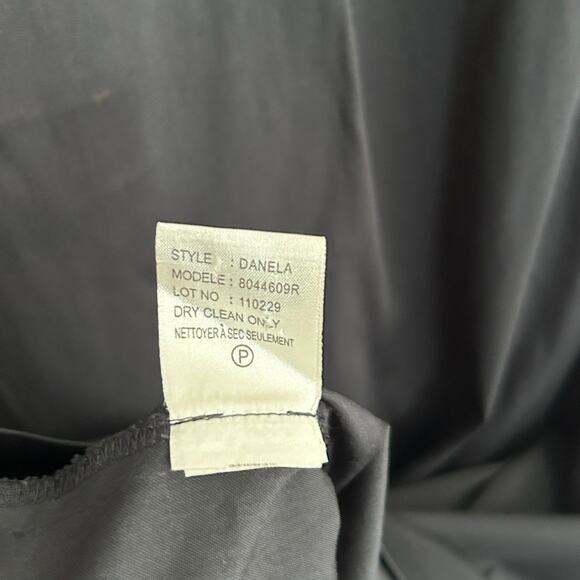 STYLE : DANELA
MODELE : 8044609R
LOT NO : 110229
DRY CLEAN ONLY
NETTOYER À SEC SEULEMENT
P